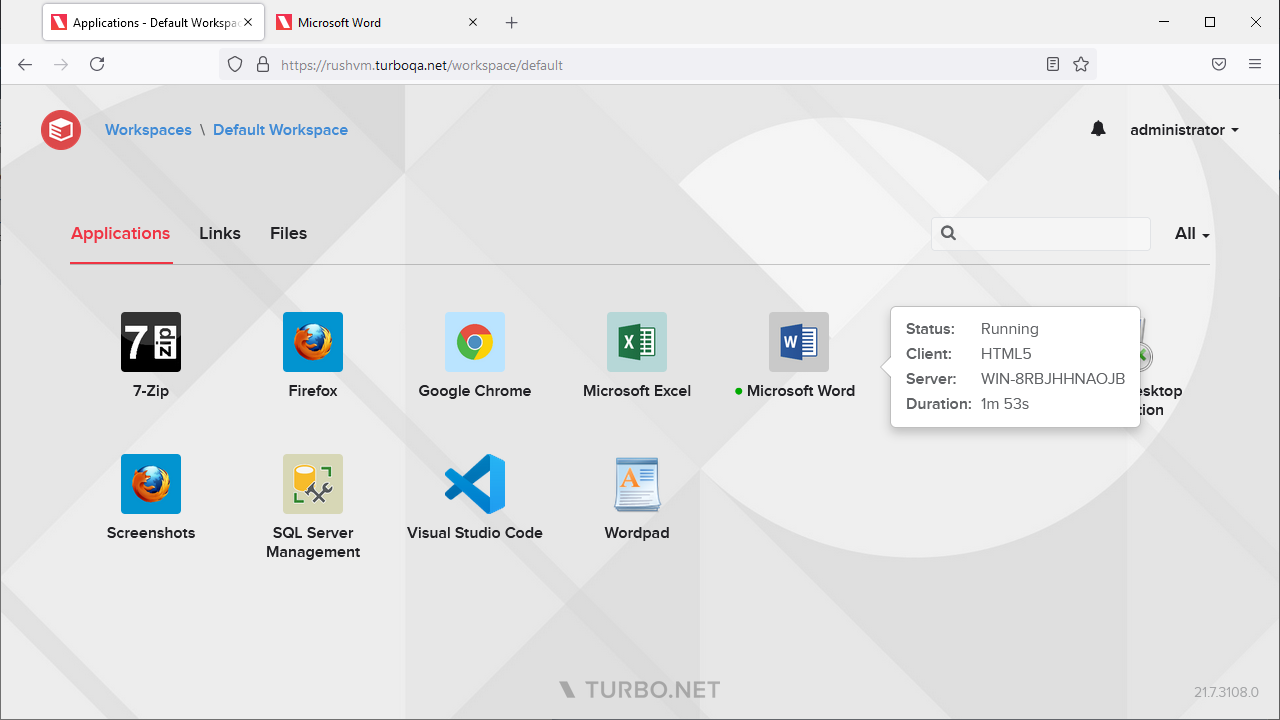 Applications - Default Workspa
Microsoft Word
https://rushvm.turboqa.net/workspace/default
Workspaces \ Default Workspace
administrator
Applications
Links
Files
All
7 zip
7-Zip
Firefox
Google Chrome
Microsoft Excel
Microsoft Word
Status: Running
Client: HTML5
Server: WIN-8RBJHHNAOJB
Duration: 1m 53s
esktop
tion
Screenshots
SQL Server
Management
Visual Studio Code
Wordpad
TURBO.NET
21.7.3108.0